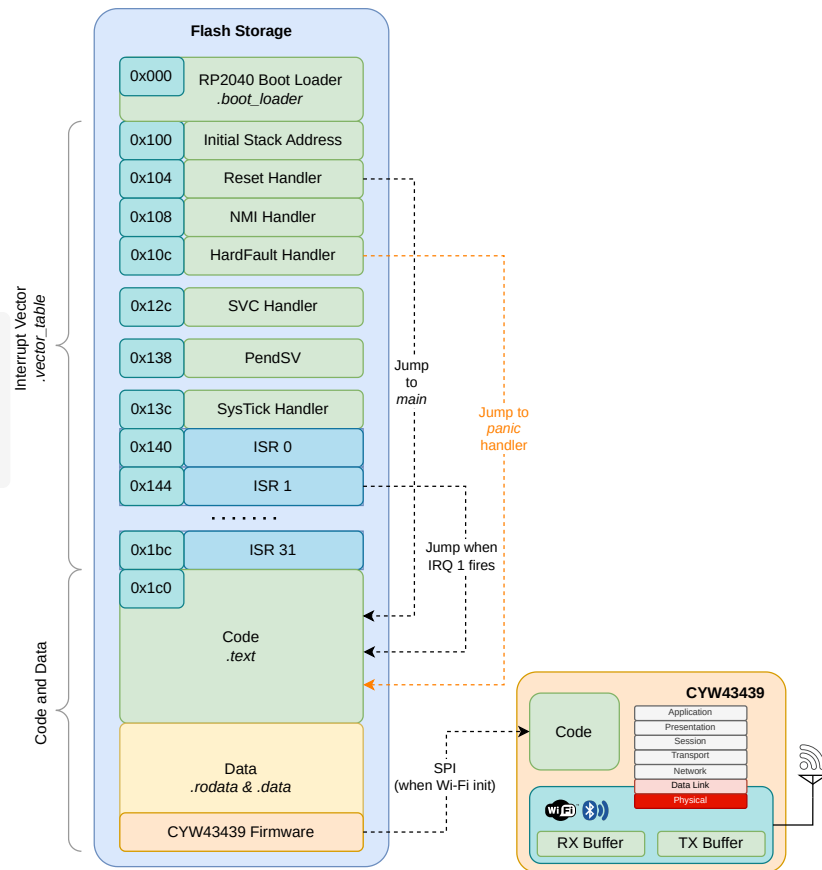 Flash Storage
0x000
RP2040 Boot Loader
.boot_loader
0x100 Initial Stack Address
0x104 Reset Handler
0x108 NMI Handler
0x10c HardFault Handler
0x12c SVC Handler
0x138 PendSV
0x13c SysTick Handler
0x140 ISR 0
0x144 ISR 1
.......
0x1bc ISR 31
0x1c0
Code
.text
Data
.rodata & .data
CYW43439 Firmware
Interrupt Vector
.vector_table
Code and Data
Jump
to
main
Jump to
panic
handler
Jump when
IRQ 1 fires
SPI
(when Wi-Fi init)
CYW43439
Code
Application
Presentation
Session
Transport
Network
Data Link
Physical
WiFi
RX Buffer
TX Buffer